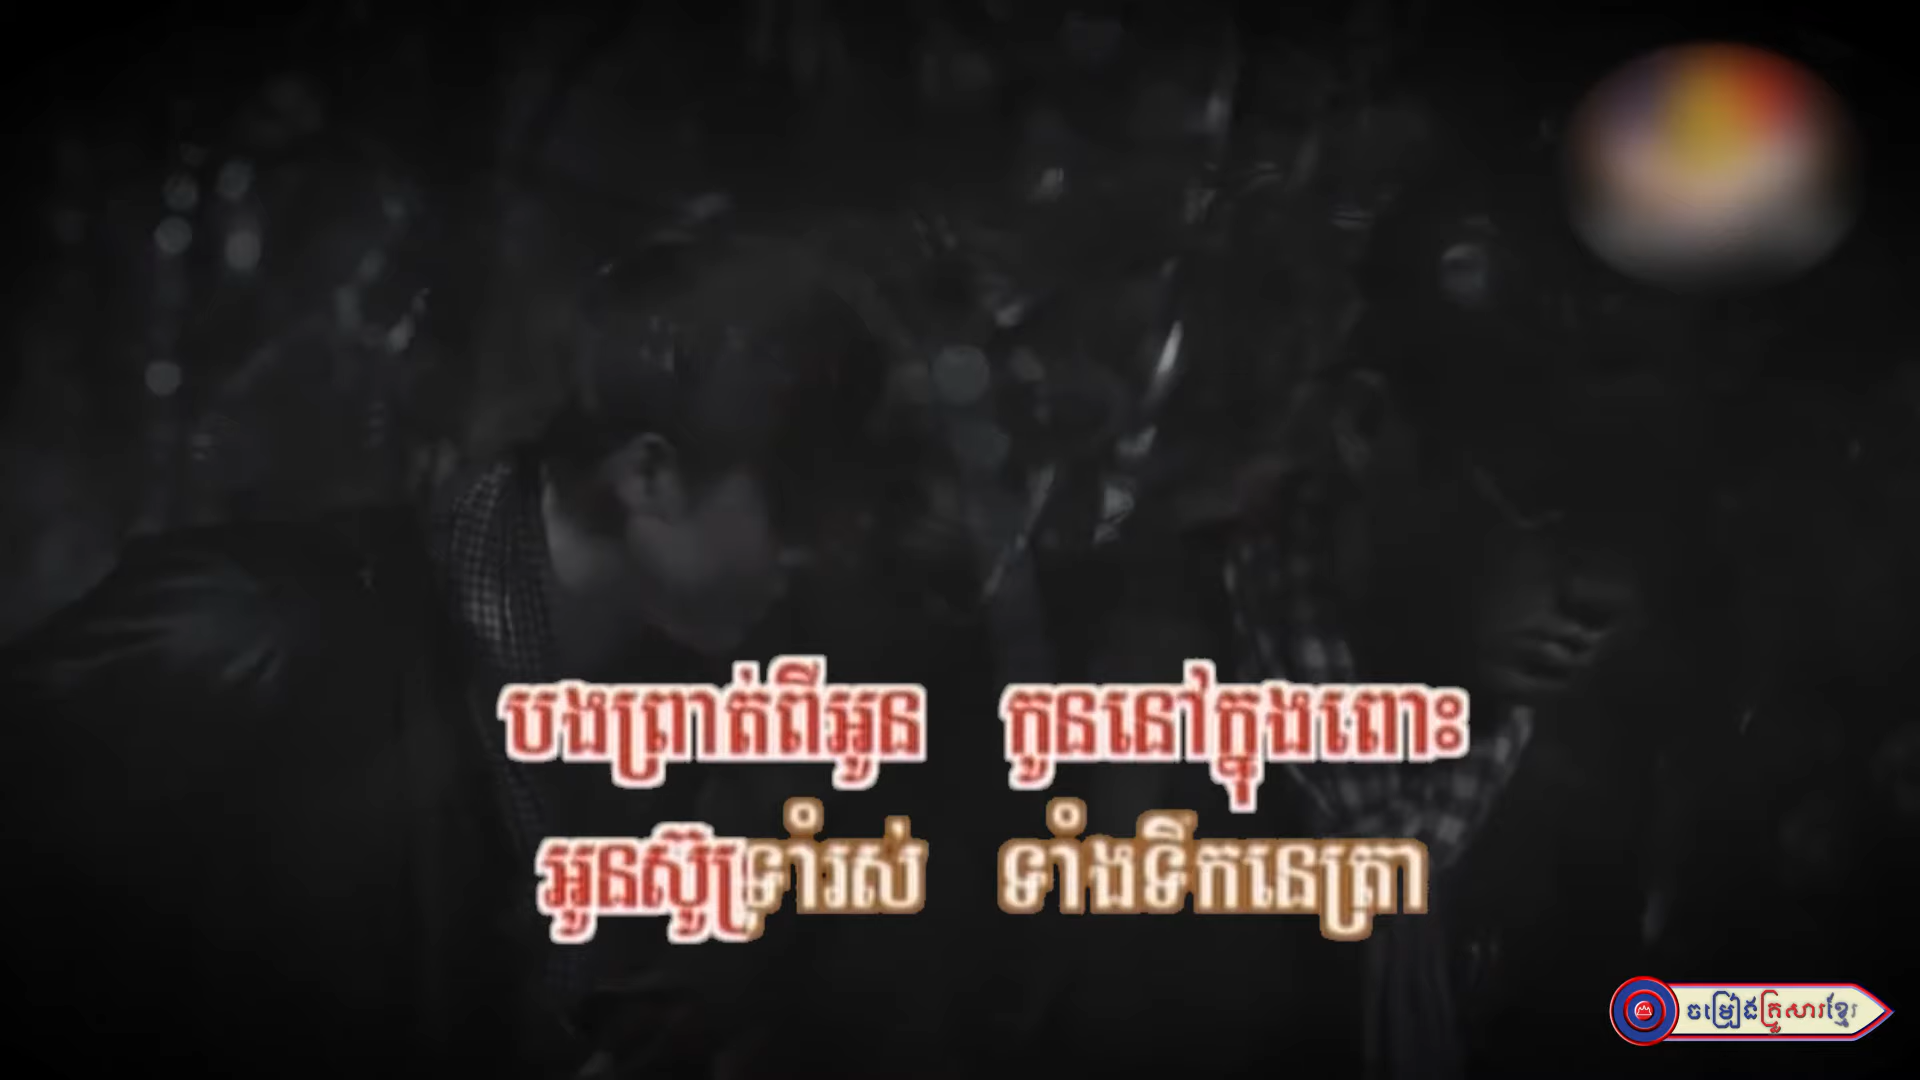 បងព្រាត់ពីអូន កូននៅក្នុងពោះ
អូនស៊ូទ្រាំរស់ ទាំងទឹកនេត្រា
ចម្រៀងគ្រួសារខ្មែរ